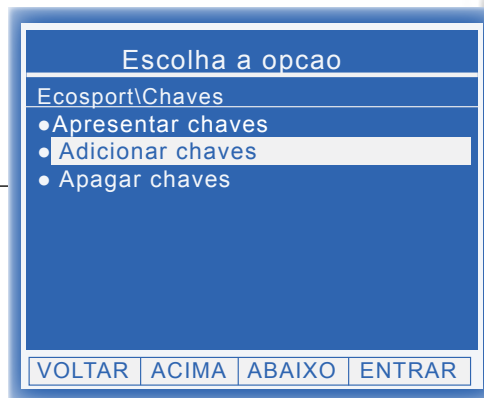 Escolha a opcao
Ecosport\Chaves
●Apresentar chaves
● Adicionar chaves
● Apagar chaves
VOLTAR ACIMA ABAIXO ENTRAR